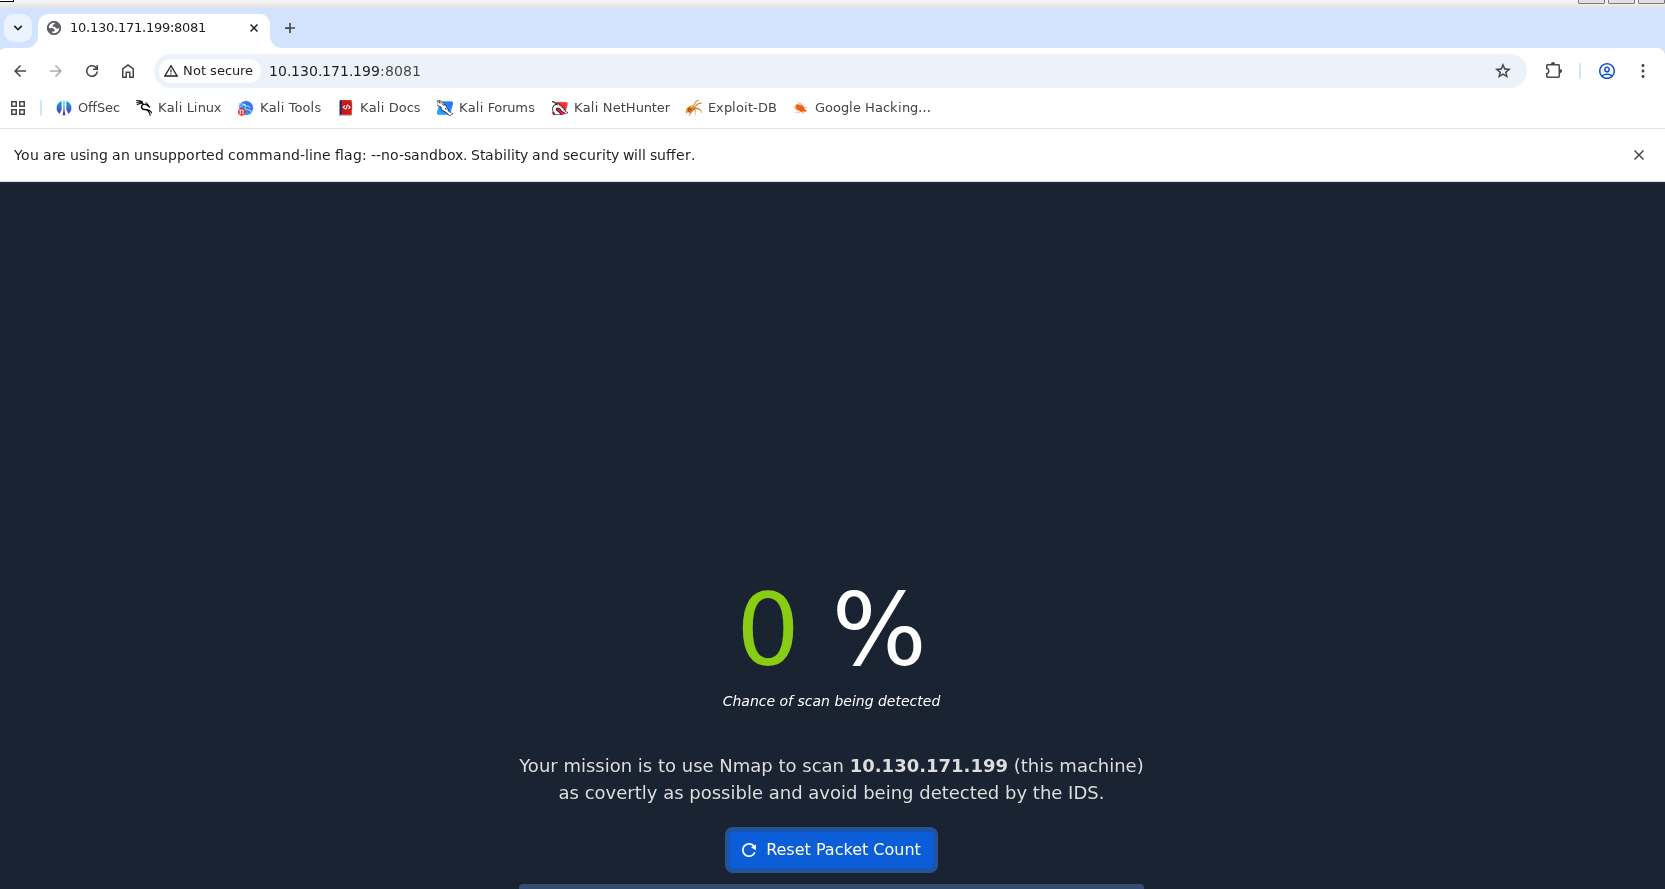 10.130.171.199:8081
Not secure 10.130.171.199:8081
OffSec Kali Linux Kali Tools Kali Docs Kali Forums Kali NetHunter Exploit-DB Google Hacking...
You are using an unsupported command-line flag: --no-sandbox. Stability and security will suffer.
0 %
Chance of scan being detected
Your mission is to use Nmap to scan 10.130.171.199 (this machine)
as covertly as possible and avoid being detected by the IDS.
Reset Packet Count